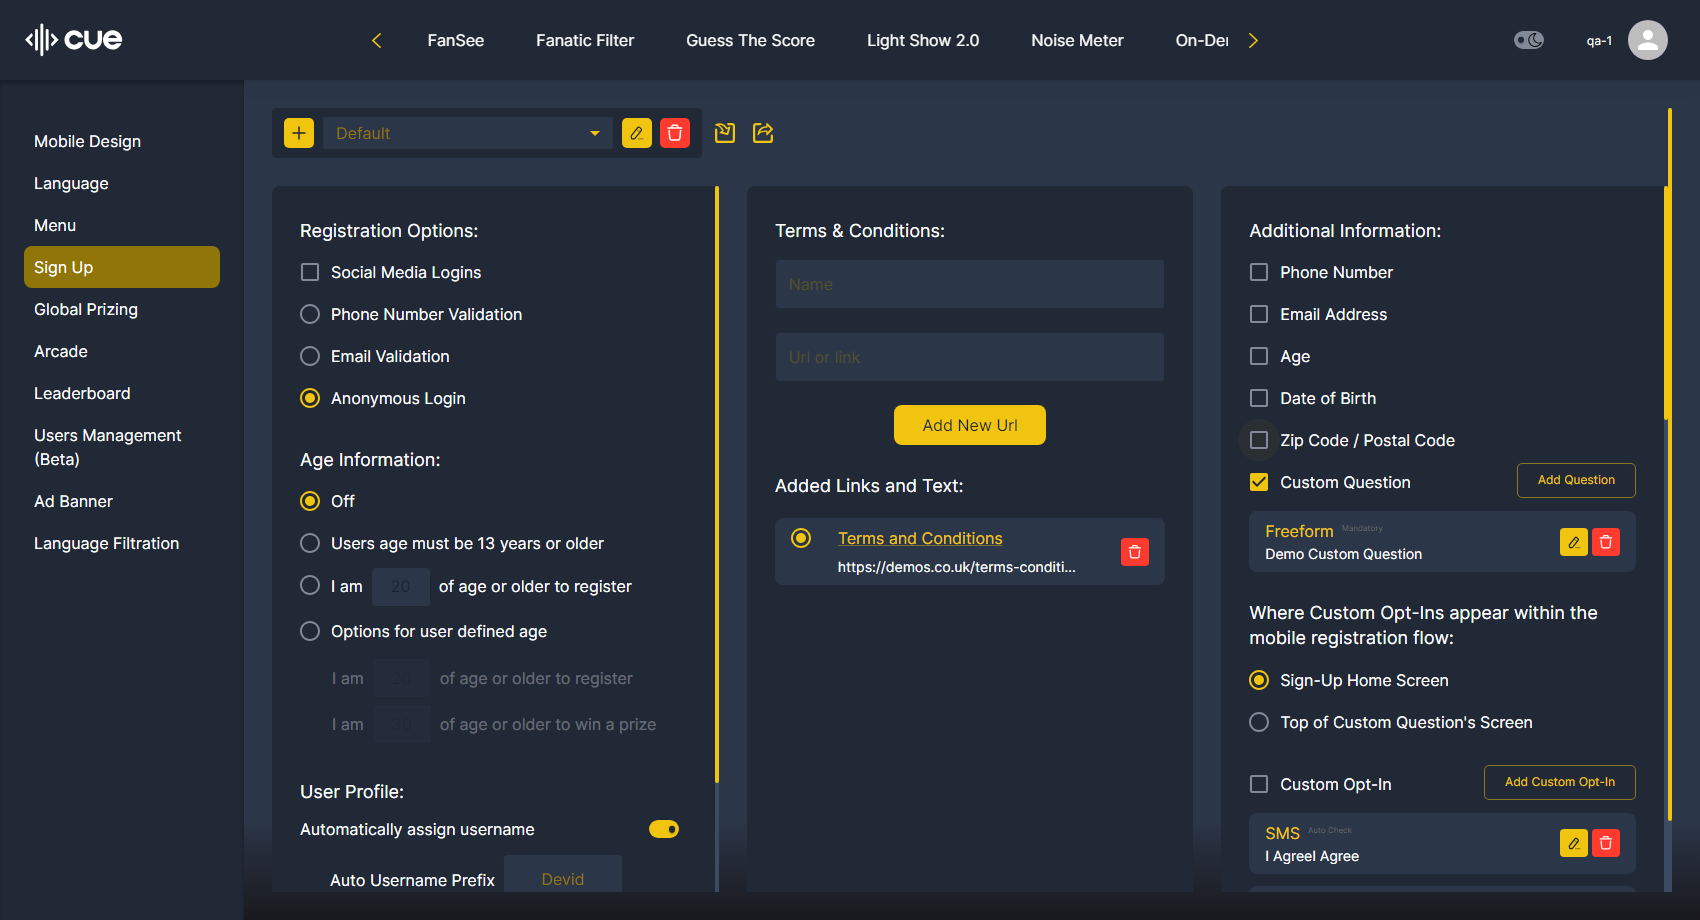 cue
FanSee
Fanatic Filter
Guess The Score
Light Show 2.0
Noise Meter
On-Der
qa-1
Mobile Design
Language
Menu
Sign Up
Global Prizing
Arcade
Leaderboard
Users Management
(Beta)
Ad Banner
Language Filtration
Default
Registration Options:
Social Media Logins
Phone Number Validation
Email Validation
Anonymous Login
Age Information:
Off
Users age must be 13 years or older
I am 20 of age or older to register
Options for user defined age
I am 20 of age or older to register
I am 30 of age or older to win a prize
User Profile:
Automatically assign username
Auto Username Prefix Devid
Terms & Conditions:
Name
Url or link
Add New Url
Added Links and Text:
Terms and Conditions
https://demos.co.uk/terms-conditi...
Additional Information:
Phone Number
Email Address
Age
Date of Birth
Zip Code / Postal Code
Custom Question
Add Question
Freeform Mandatory
Demo Custom Question
Where Custom Opt-Ins appear within the
mobile registration flow:
Sign-Up Home Screen
Top of Custom Question's Screen
Custom Opt-In
Add Custom Opt-In
SMS Auto Check
I AgreeI Agree